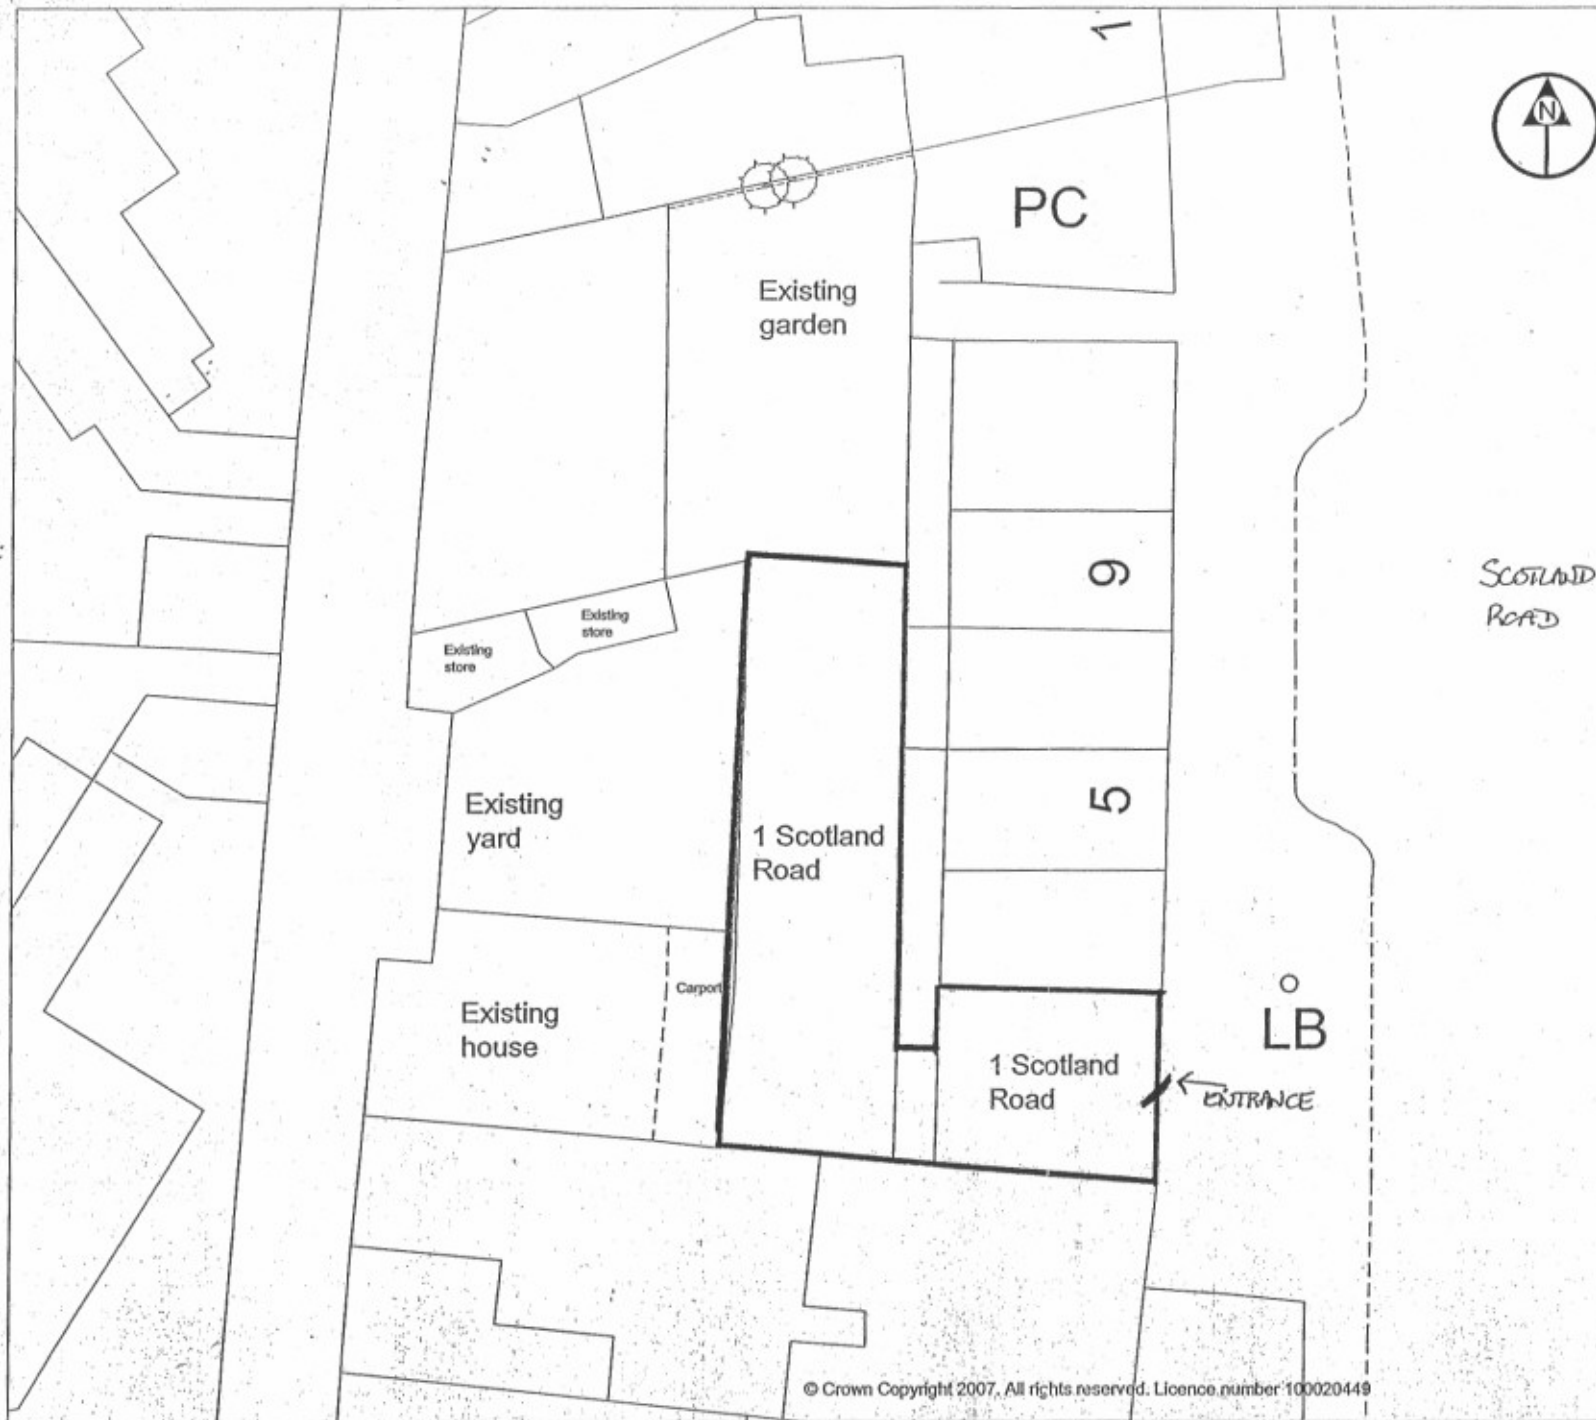 1
N
PC
Existing
garden
9
SCOTLAND
ROAD
Existing
store
Existing
store
Existing
yard
5
1 Scotland
Road
Carport
Existing
house
LB
1 Scotland
Road
ENTRANCE
© Crown Copyright 2007. All rights reserved. Licence number 100020449